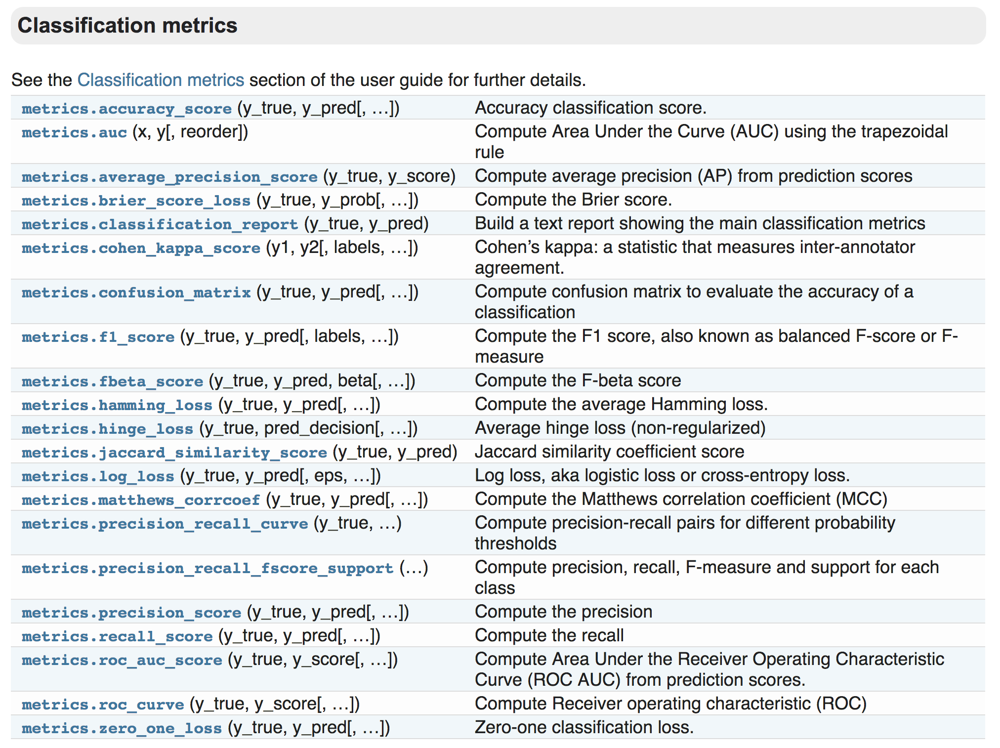 Classification metrics
See the Classification metrics section of the user guide for further details.
metrics.accuracy_score (y_true, y_pred[, …]) Accuracy classification score.
metrics.auc (x, y[, reorder]) Compute Area Under the Curve (AUC) using the trapezoidal
rule
metrics.average_precision_score (y_true, y_score) Compute average precision (AP) from prediction scores
metrics.brier_score_loss (y_true, y_prob[, …]) Compute the Brier score.
metrics.classification_report (y_true, y_pred) Build a text report showing the main classification metrics
metrics.cohen_kappa_score (y1, y2[, labels, …]) Cohen’s kappa: a statistic that measures inter-annotator
agreement.
metrics.confusion_matrix (y_true, y_pred[, …]) Compute confusion matrix to evaluate the accuracy of a
classification
metrics.f1_score (y_true, y_pred[, labels, …]) Compute the F1 score, also known as balanced F-score or F-
measure
metrics.fbeta_score (y_true, y_pred, beta[, …]) Compute the F-beta score
metrics.hamming_loss (y_true, y_pred[, …]) Compute the average Hamming loss.
metrics.hinge_loss (y_true, pred_decision[, …]) Average hinge loss (non-regularized)
metrics.jaccard_similarity_score (y_true, y_pred) Jaccard similarity coefficient score
metrics.log_loss (y_true, y_pred[, eps, …]) Log loss, aka logistic loss or cross-entropy loss.
metrics.matthews_corrcoef (y_true, y_pred[, …]) Compute the Matthews correlation coefficient (MCC)
metrics.precision_recall_curve (y_true, …) Compute precision-recall pairs for different probability
thresholds
metrics.precision_recall_fscore_support (…) Compute precision, recall, F-measure and support for each
class
metrics.precision_score (y_true, y_pred[, …]) Compute the precision
metrics.recall_score (y_true, y_pred[, …]) Compute the recall
metrics.roc_auc_score (y_true, y_score[, …]) Compute Area Under the Receiver Operating Characteristic
Curve (ROC AUC) from prediction scores.
metrics.roc_curve (y_true, y_score[, …]) Compute Receiver operating characteristic (ROC)
metrics.zero_one_loss (y_true, y_pred[, …]) Zero-one classification loss.